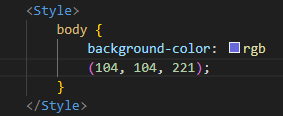 <Style>
body {
background-color: rgb
(104, 104, 221);
}
</Style>